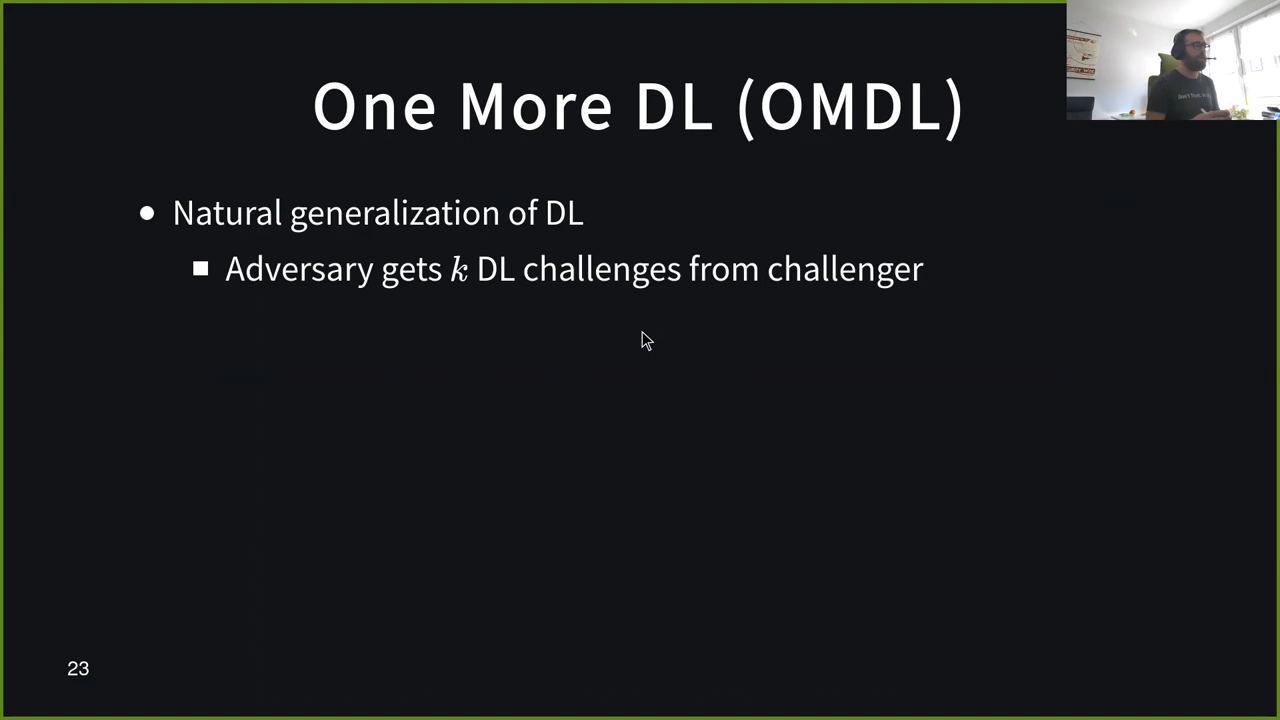 One More DL (OMDL)
Natural generalization of DL
Adversary gets k DL challenges from challenger
23